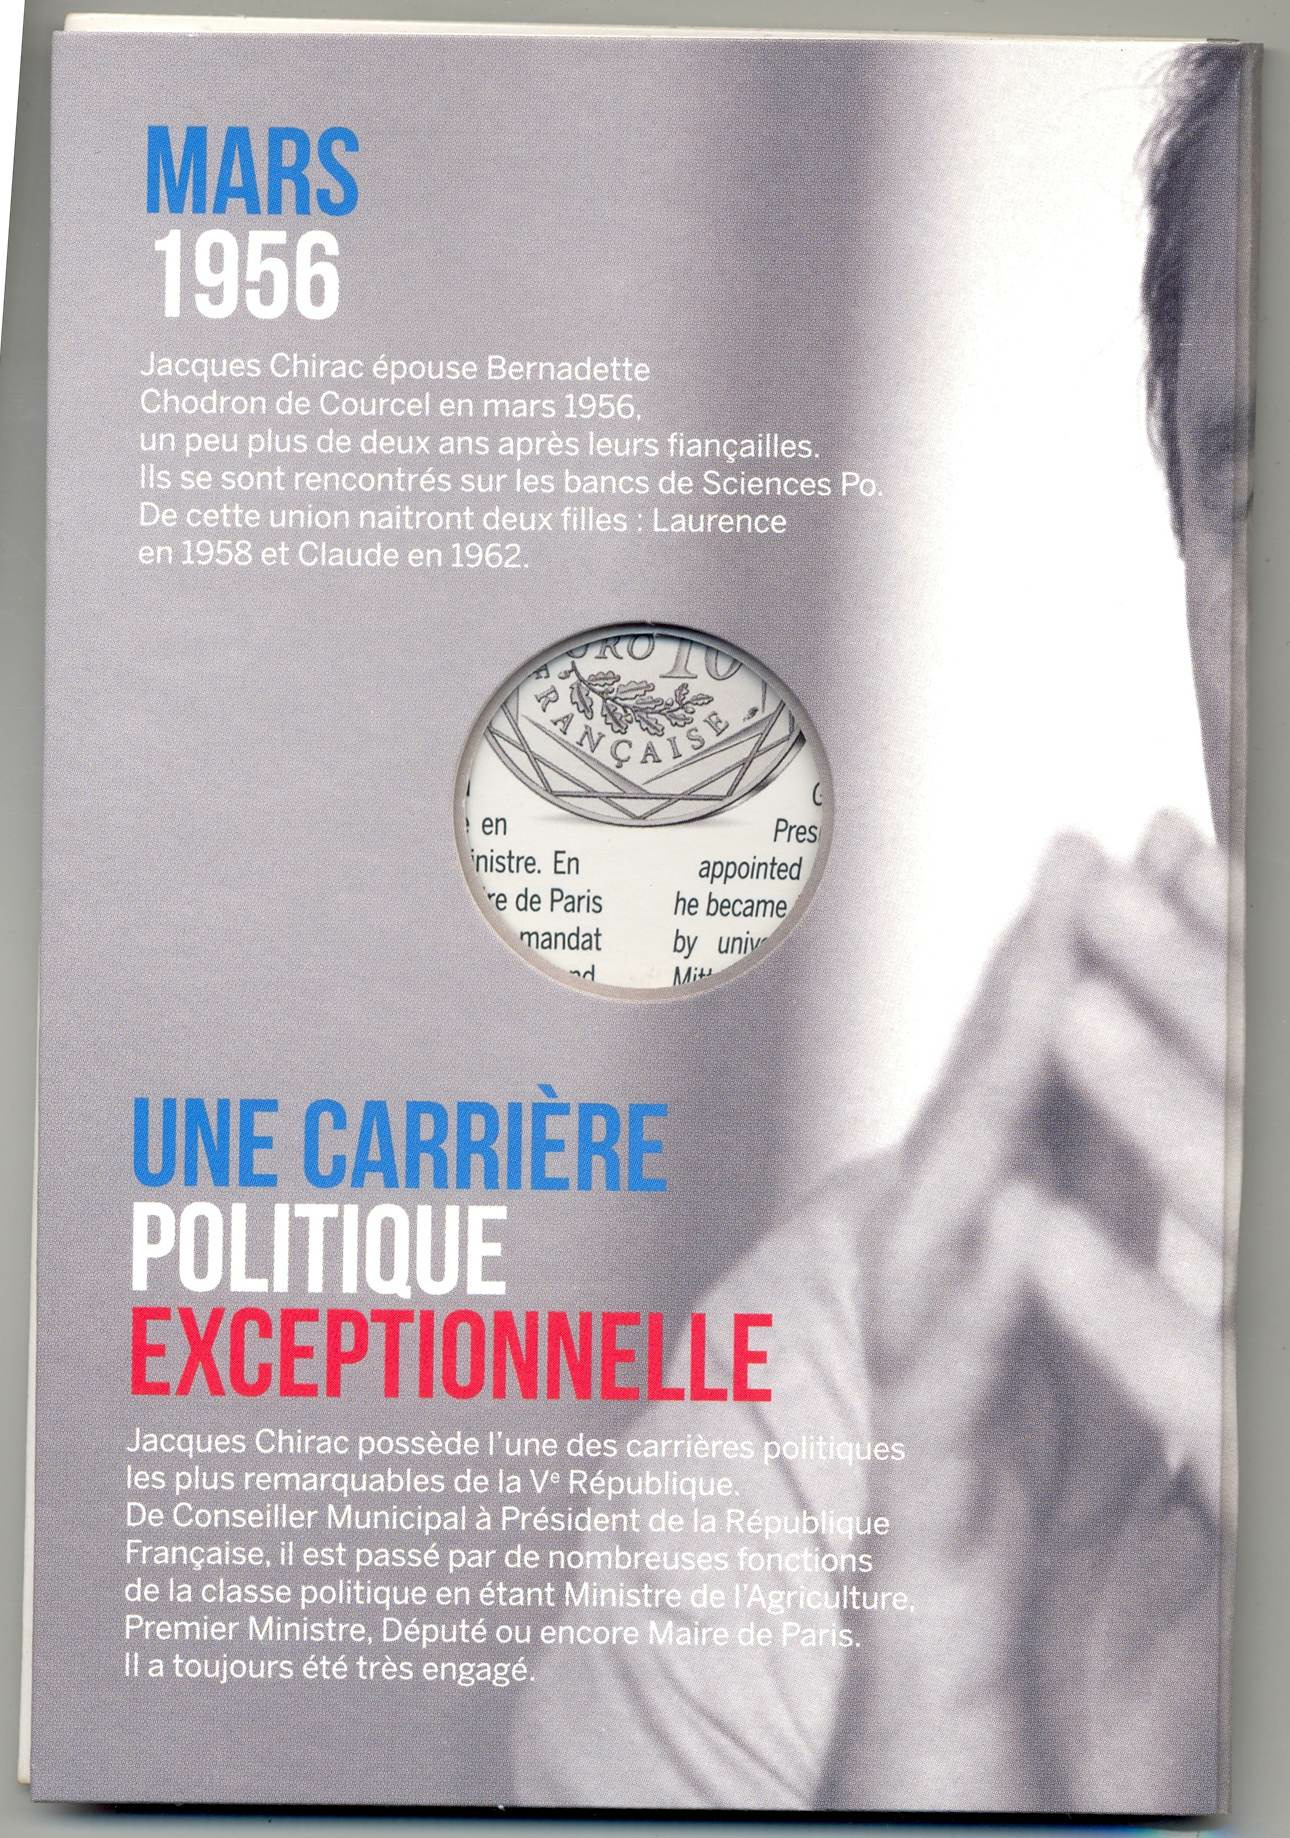 MARS
1956
Jacques Chirac épouse Bernadette
Chodron de Courcel en mars 1956,
un peu plus de deux ans après leurs fiançailles.
Ils se sont rencontrés sur les bancs de Sciences Po.
De cette union naitront deux filles : Laurence
en 1958 et Claude en 1962.
10
FRANÇAISE
en
Pres
En
appointed
de Paris
he became
mandat
by
UNE CARRIÈRE
POLITIQUE
EXCEPTIONNELLE
Jacques Chirac possède l'une des carrières politiques
les plus remarquables de la Ve République.
De Conseiller Municipal à Président de la République
Française, il est passé par de nombreuses fonctions
de la classe politique en étant Ministre de l'Agriculture,
Premier Ministre, Député ou encore Maire de Paris.
Il a toujours été très engagé.